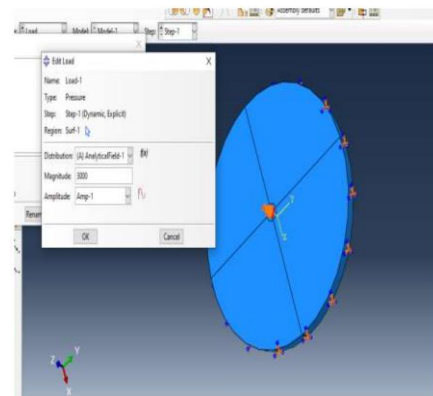 Assembly defaults
Load Model: Model-1 Step: Step-1
Edit Load X
Name: Load-1
Type: Pressure
Step: Step-1 (Dynamic, Explicit)
Region: Surf-1
Distribution: (A) AnalyticalField-1 f(x)
Magnitude: 3000
Amplitude: Amp-1
OK Cancel
Y
Z
Z Y
X